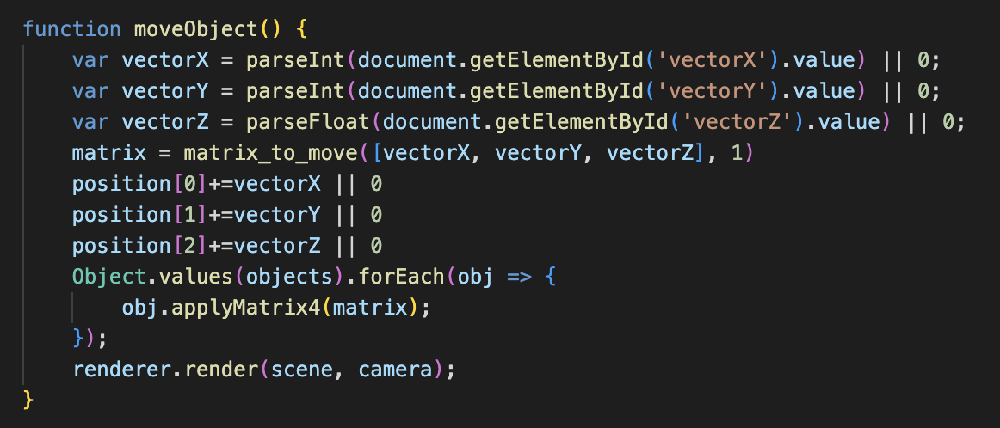 function moveObject() {
    var vectorX = parseInt(document.getElementById('vectorX').value) || 0;
    var vectorY = parseInt(document.getElementById('vectorY').value) || 0;
    var vectorZ = parseFloat(document.getElementById('vectorZ').value) || 0;
    matrix = matrix_to_move([vectorX, vectorY, vectorZ], 1)
    position[0]+=vectorX || 0
    position[1]+=vectorY || 0
    position[2]+=vectorZ || 0
    Object.values(objects).forEach(obj => {
        obj.applyMatrix4(matrix);
    });
    renderer.render(scene, camera);
}